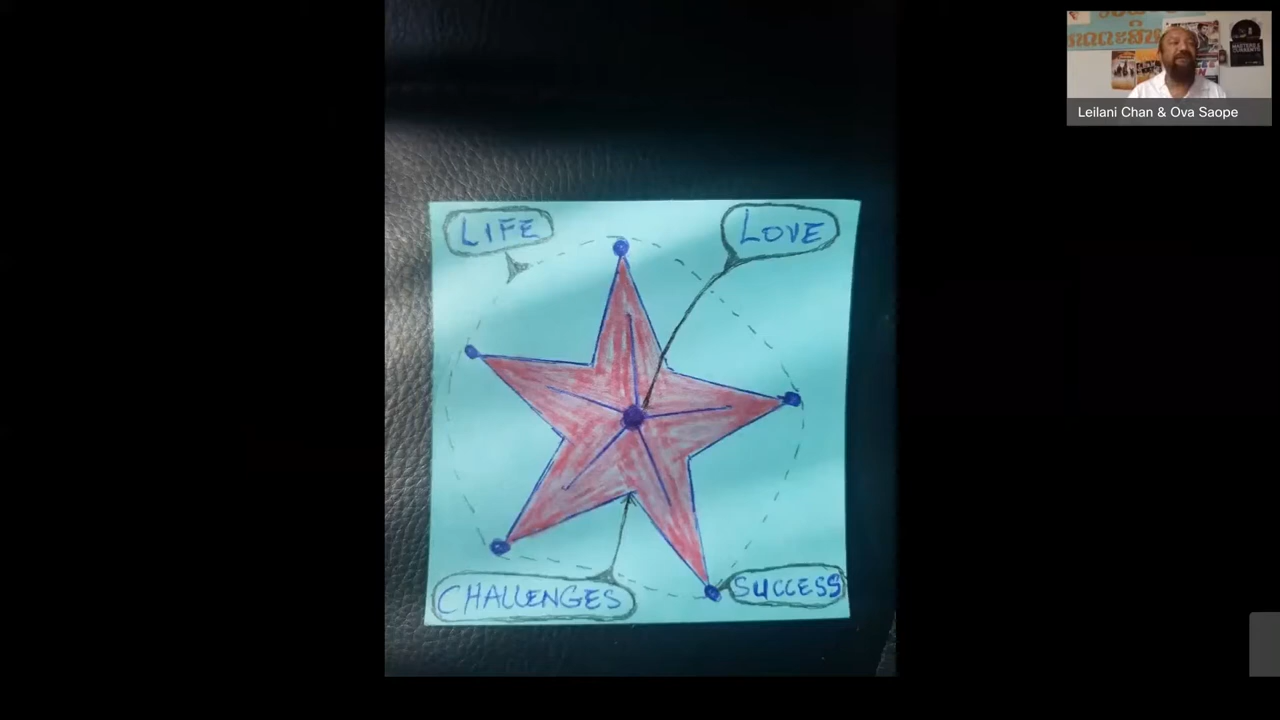 LIFE
LOVE
CHALLENGES
SUCCESS
Leilani Chan & Ova Saope